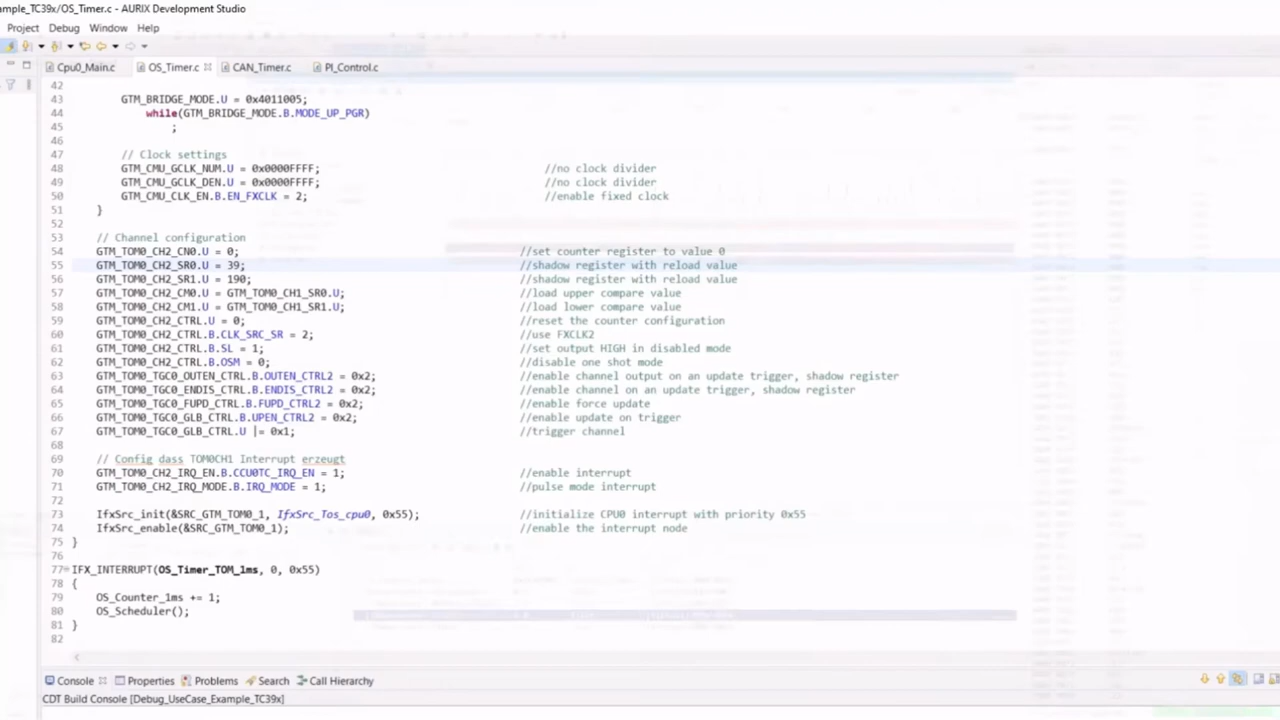 ample_TC39x/OS_Timer.c - AURIX Development Studio
Project Debug Window Help
Cpu0_Main.c OS_Timer.c CAN_Timer.c PI_Control.c
42
43 GTM_BRIDGE_MODE.U = 0x4011005;
44 while(GTM_BRIDGE_MODE.B.MODE_UP_PGR)
45 ;
46
47 // Clock settings
48 GTM_CMU_GCLK_NUM.U = 0x0000FFFF; //no clock divider
49 GTM_CMU_GCLK_DEN.U = 0x0000FFFF; //no clock divider
50 GTM_CMU_CLK_EN.B.EN_FXCLK = 2; //enable fixed clock
51 }
52
53 // Channel configuration
54 GTM_TOM0_CH2_CN0.U = 0; //set counter register to value 0
55 GTM_TOM0_CH2_SR0.U = 39; //shadow register with reload value
56 GTM_TOM0_CH2_SR1.U = 190; //shadow register with reload value
57 GTM_TOM0_CH2_CM0.U = GTM_TOM0_CH1_SR0.U; //load upper compare value
58 GTM_TOM0_CH2_CM1.U = GTM_TOM0_CH1_SR1.U; //load lower compare value
59 GTM_TOM0_CH2_CTRL.U = 0; //reset the counter configuration
60 GTM_TOM0_CH2_CTRL.B.CLK_SRC_SR = 2; //use FXCLK2
61 GTM_TOM0_CH2_CTRL.B.SL = 1; //set output HIGH in disabled mode
62 GTM_TOM0_CH2_CTRL.B.OSM = 0; //disable one shot mode
63 GTM_TOM0_TGC0_OUTEN_CTRL.B.OUTEN_CTRL2 = 0x2; //enable channel output on an update trigger, shadow register
64 GTM_TOM0_TGC0_ENDIS_CTRL.B.ENDIS_CTRL2 = 0x2; //enable channel on an update trigger, shadow register
65 GTM_TOM0_TGC0_FUPD_CTRL.B.FUPD_CTRL2 = 0x2; //enable force update
66 GTM_TOM0_TGC0_GLB_CTRL.B.UPEN_CTRL2 = 0x2; //enable update on trigger
67 GTM_TOM0_TGC0_GLB_CTRL.U |= 0x1; //trigger channel
68
69 // Config dass TOM0CH1 Interrupt erzeugt
70 GTM_TOM0_CH2_IRQ_EN.B.CCU0TC_IRQ_EN = 1; //enable interrupt
71 GTM_TOM0_CH2_IRQ_MODE.B.IRQ_MODE = 1; //pulse mode interrupt
72
73 IfxSrc_init(&SRC_GTM_TOM0_1, IfxSrc_Tos_cpu0, 0x55); //initialize CPU0 interrupt with priority 0x55
74 IfxSrc_enable(&SRC_GTM_TOM0_1); //enable the interrupt node
75 }
76
77 IFX_INTERRUPT(OS_Timer_TOM_1ms, 0, 0x55)
78 {
79 OS_Counter_1ms += 1;
80 OS_Scheduler();
81 }
82
Console Properties Problems Search Call Hierarchy
CDT Build Console [Debug_UseCase_Example_TC39x]